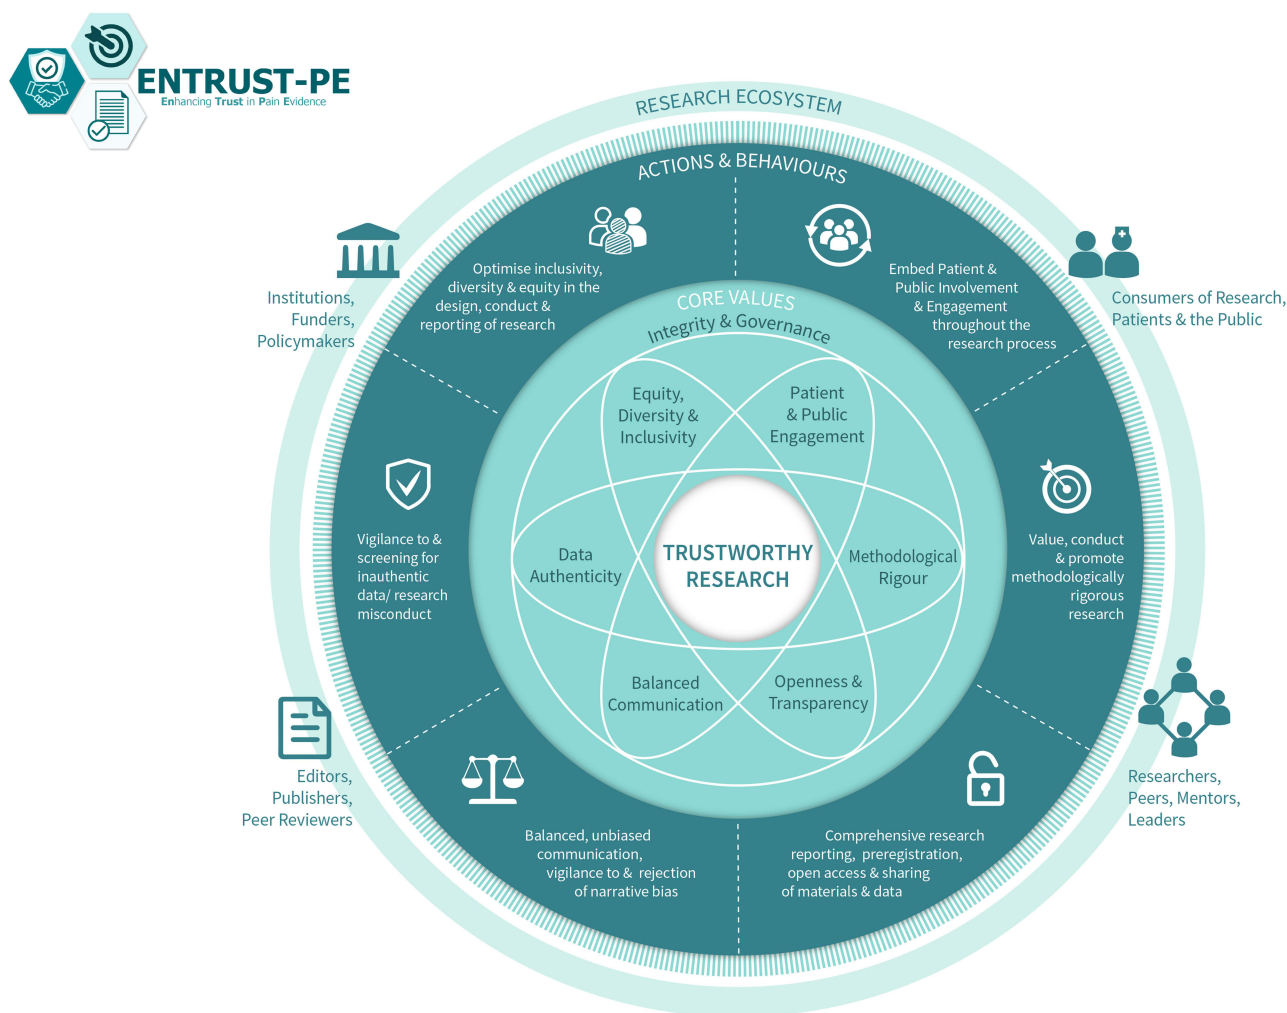 ENTRUST-PE
Enhancing Trust in Pain Evidence
RESEARCH ECOSYSTEM
ACTIONS & BEHAVIOURS
Optimise inclusivity,
diversity & equity in the
design, conduct &
reporting of research
Embed Patient &
Public Involvement
& Engagement
throughout the
research process
Institutions,
Funders,
Policymakers
Consumers of Research,
Patients & the Public
CORE VALUES
Integrity & Governance
Equity,
Diversity &
Inclusivity
Patient
& Public
Engagement
Vigilance to &
screening for
inauthentic
data/ research
misconduct
Data
Authenticity
TRUSTWORTHY
RESEARCH
Methodological
Rigour
Value, conduct
& promote
methodologically
rigorous
research
Balanced
Communication
Openness &
Transparency
Editors,
Publishers,
Peer Reviewers
Researchers,
Peers, Mentors,
Leaders
Balanced, unbiased
communication,
vigilance to & rejection
of narrative bias
Comprehensive research
reporting, preregistration,
open access & sharing
of materials & data